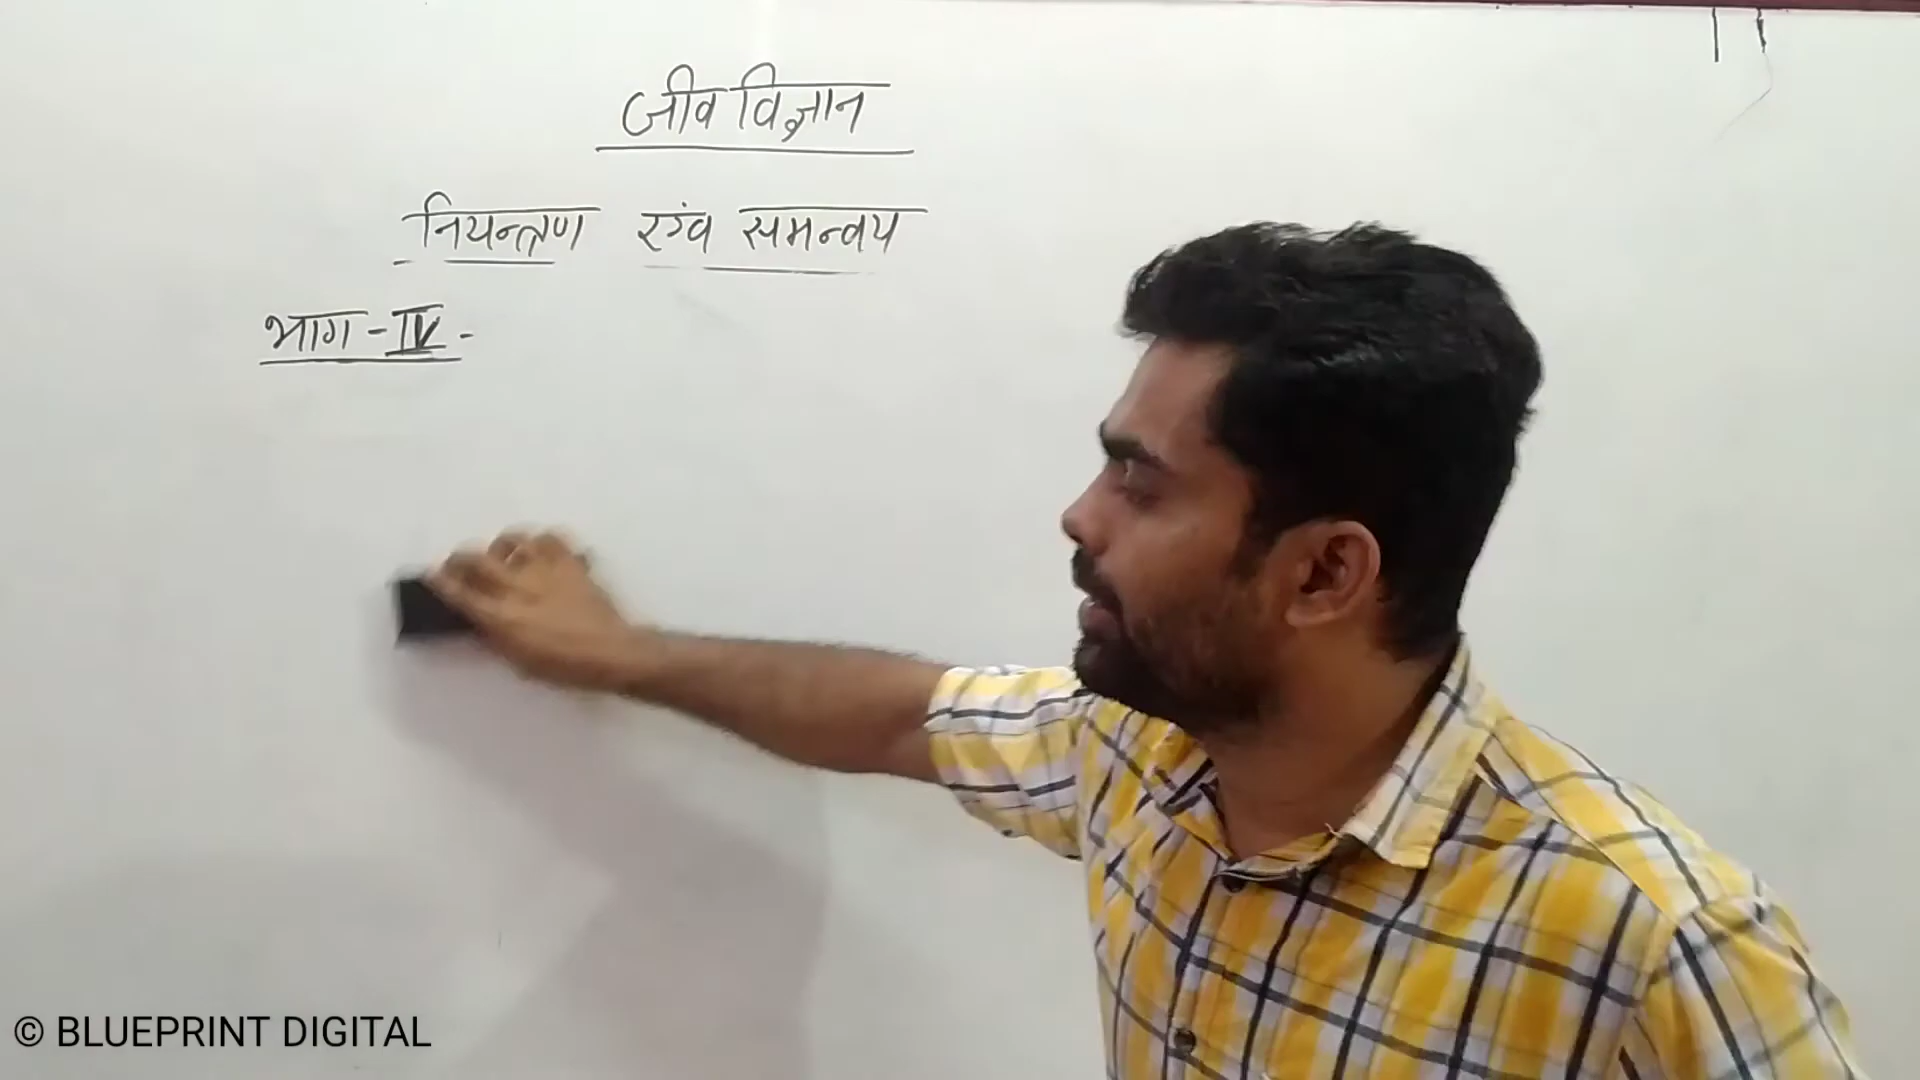 जीव विज्ञान
नियन्त्रण एवं समन्वय
भाग-IV-
© BLUEPRINT DIGITAL